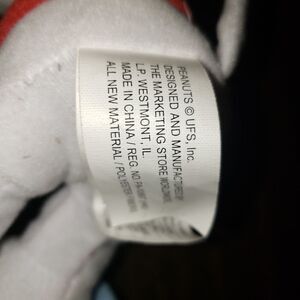 PEANUTS © UFS, Inc.
DESIGNED AND MANUFACTURED BY
THE MARKETING STORE WORLDWIDE,
L.P. WESTMONT, IL.
MADE IN CHINA / REG. NO.
ALL NEW MATERIAL / POLYESTER